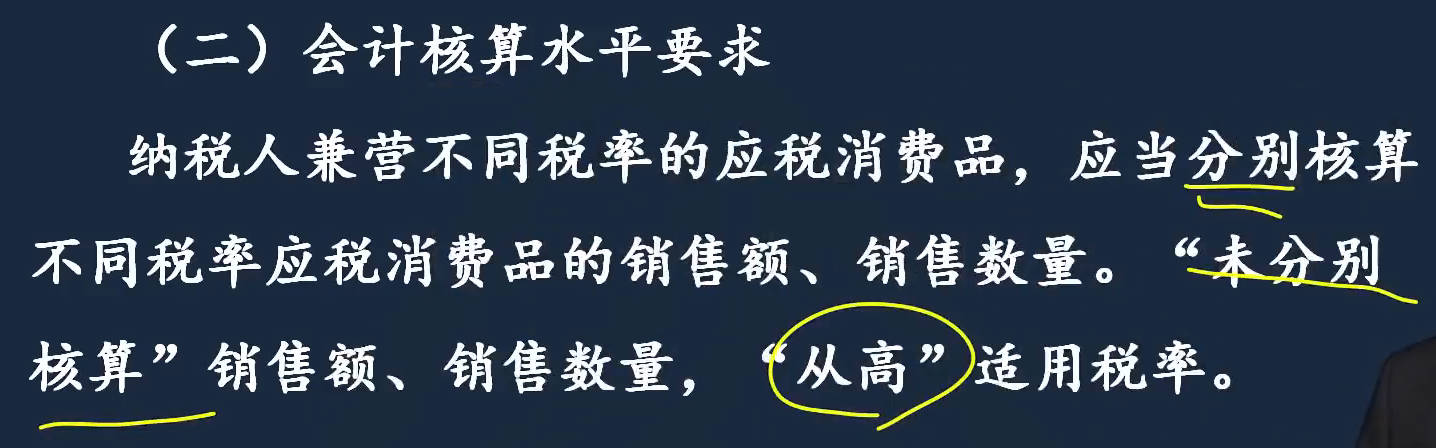 （二）会计核算水平要求
纳税人兼营不同税率的应税消费品，应当分别核算
不同税率应税消费品的销售额、销售数量。“未分别
核算”销售额、销售数量，“从高”适用税率。